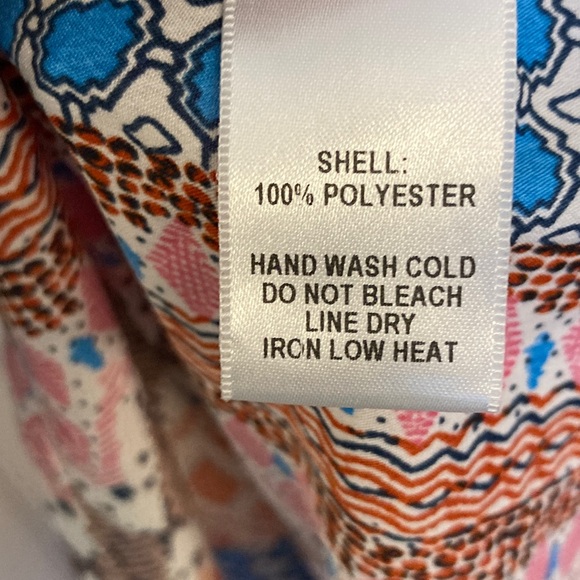 SHELL:
100% POLYESTER
HAND WASH COLD
DO NOT BLEACH
LINE DRY
IRON LOW HEAT